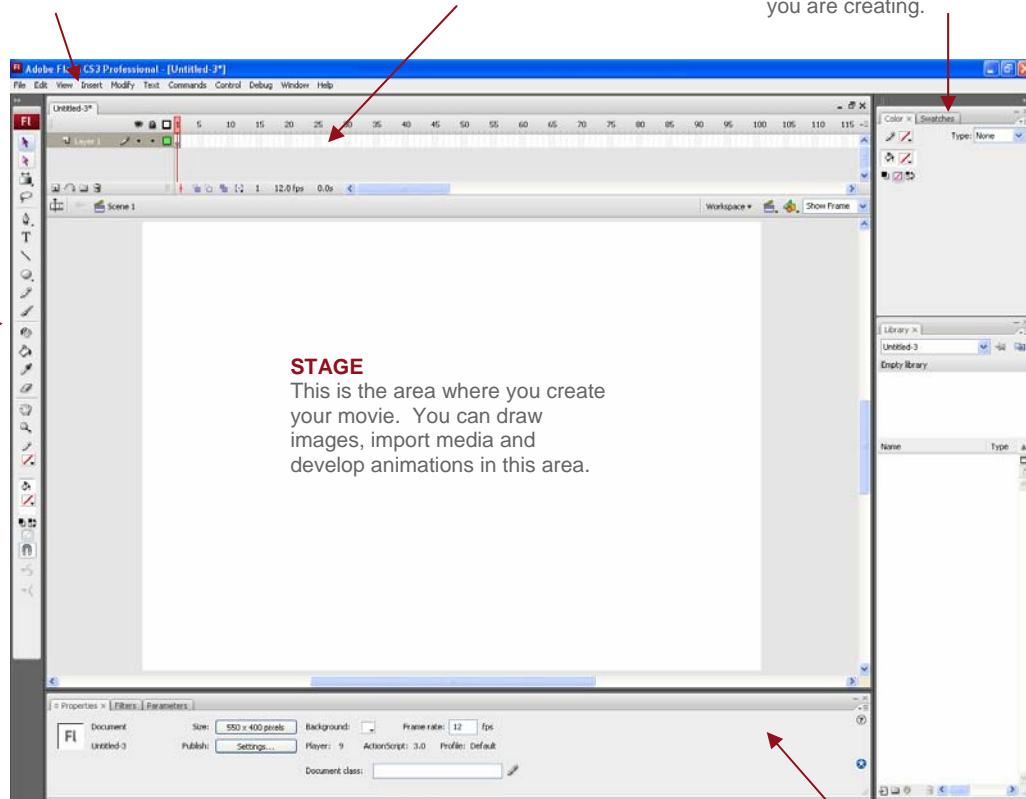 you are creating.
Adobe Flash CS3 Professional - [Untitled-3*]
File Edit View Insert Modify Text Commands Control Debug Window Help
Untitled-3*
5 10 15 20 25 30 35 40 45 50 55 60 65 70 75 80 85 90 95 100 105 110 115
Layer 1
1 12.0 fps 0.0s
Scene 1 Workspace Show Frame
Fl
T
Color Swatches
Type: None
STAGE
This is the area where you create
your movie. You can draw
images, import media and
develop animations in this area.
Library
Untitled-3
Empty library
Name Type
Properties Filters Parameters
Fl
Document Size: 550 x 400 pixels Background: Frame rate: 12 fps
Untitled-3 Publish: Settings... Player: 9 ActionScript: 3.0 Profile: Default
Document class: